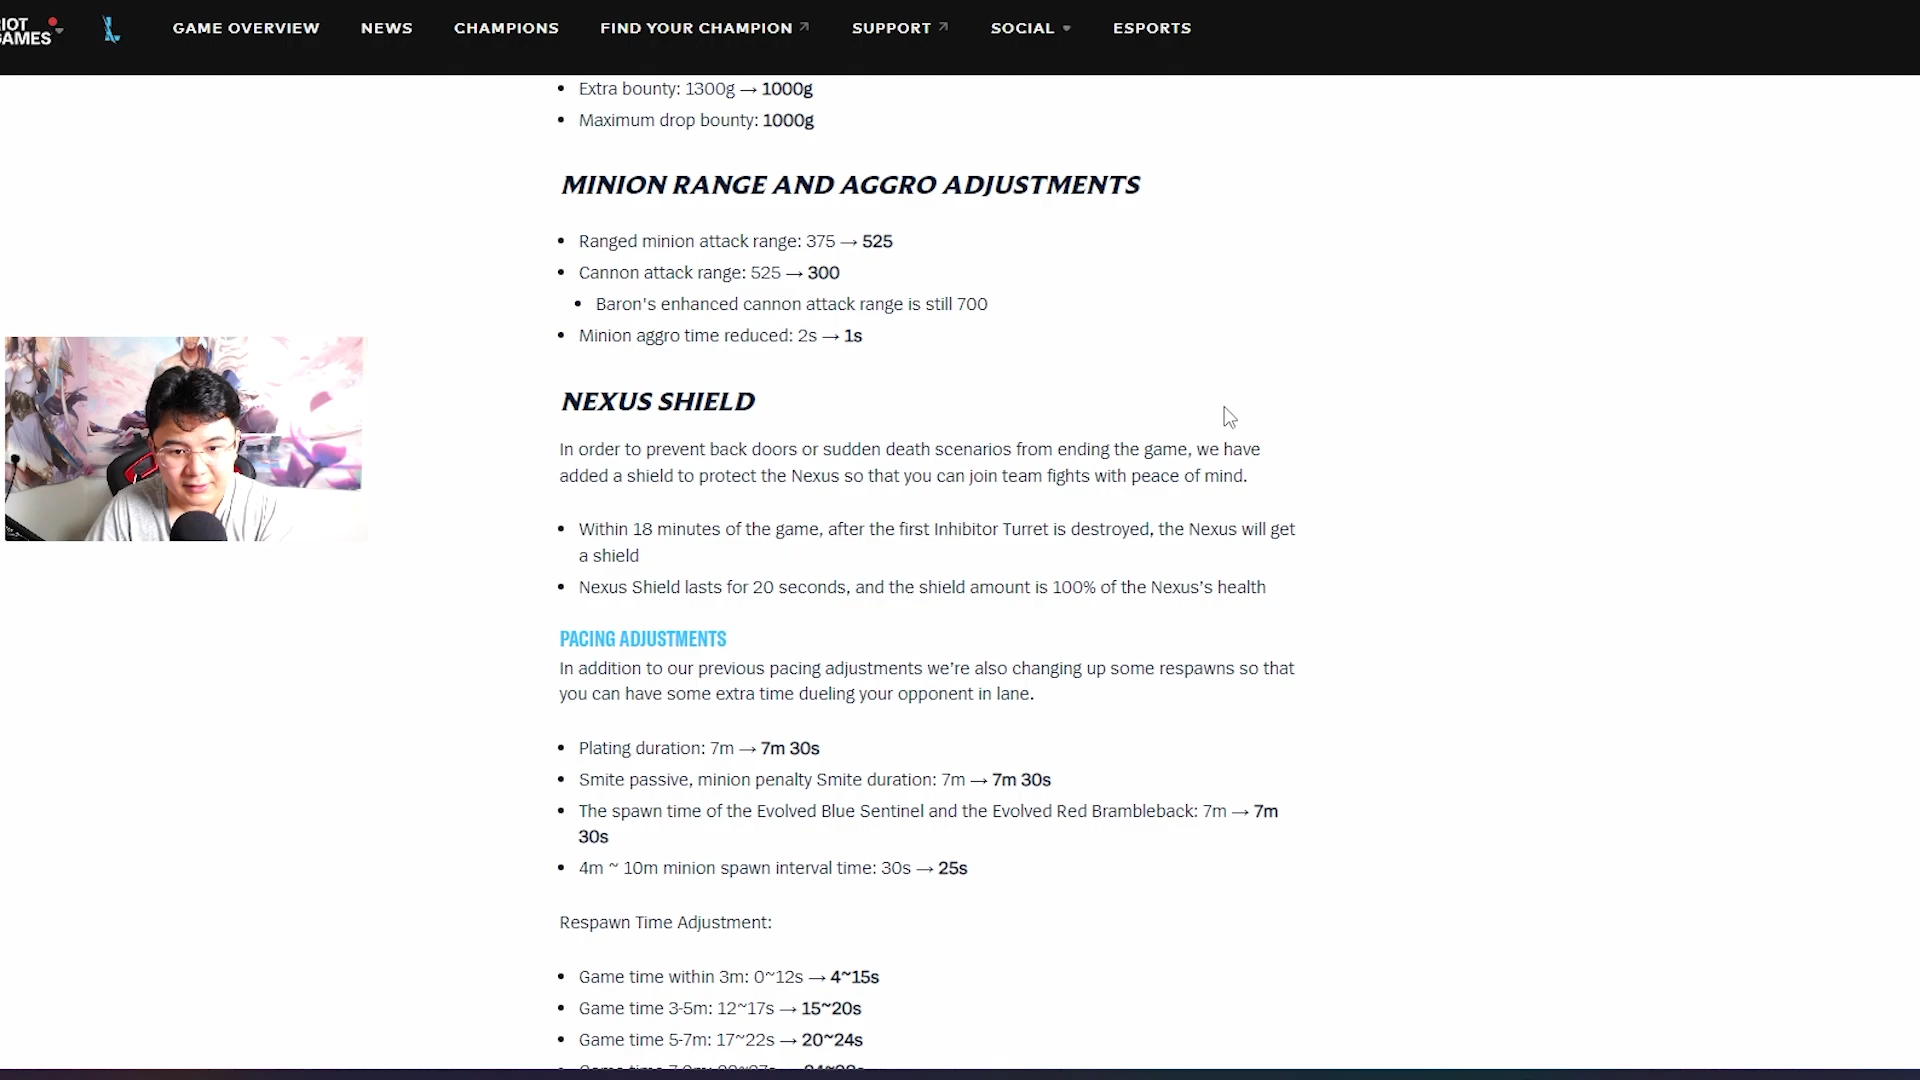 RIOT GAMES GAME OVERVIEW NEWS CHAMPIONS FIND YOUR CHAMPION SUPPORT SOCIAL ESPORTS
• Extra bounty: 1300g → 1000g
• Maximum drop bounty: 1000g
MINION RANGE AND AGGRO ADJUSTMENTS
• Ranged minion attack range: 375 → 525
• Cannon attack range: 525 → 300
• Baron's enhanced cannon attack range is still 700
• Minion aggro time reduced: 2s → 1s
NEXUS SHIELD
In order to prevent back doors or sudden death scenarios from ending the game, we have
added a shield to protect the Nexus so that you can join team fights with peace of mind.
• Within 18 minutes of the game, after the first Inhibitor Turret is destroyed, the Nexus will get
a shield
• Nexus Shield lasts for 20 seconds, and the shield amount is 100% of the Nexus’s health
PACING ADJUSTMENTS
In addition to our previous pacing adjustments we’re also changing up some respawns so that
you can have some extra time dueling your opponent in lane.
• Plating duration: 7m → 7m 30s
• Smite passive, minion penalty Smite duration: 7m → 7m 30s
• The spawn time of the Evolved Blue Sentinel and the Evolved Red Brambleback: 7m → 7m
30s
• 4m ~ 10m minion spawn interval time: 30s → 25s
Respawn Time Adjustment:
• Game time within 3m: 0~12s → 4~15s
• Game time 3-5m: 12~17s → 15~20s
• Game time 5-7m: 17~22s → 20~24s